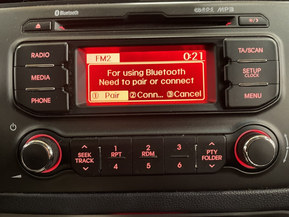 Bluetooth
MP3
RADIO
MEDIA
PHONE
FM2 0:21
For using Bluetooth
Need to pair or connect
1 Pair 2 Conn... 3 Cancel
TA/SCAN
SETUP
CLOCK
MENU
SEEK
TRACK
1 2 3
RPT RDM
4 5 6
PTY
FOLDER